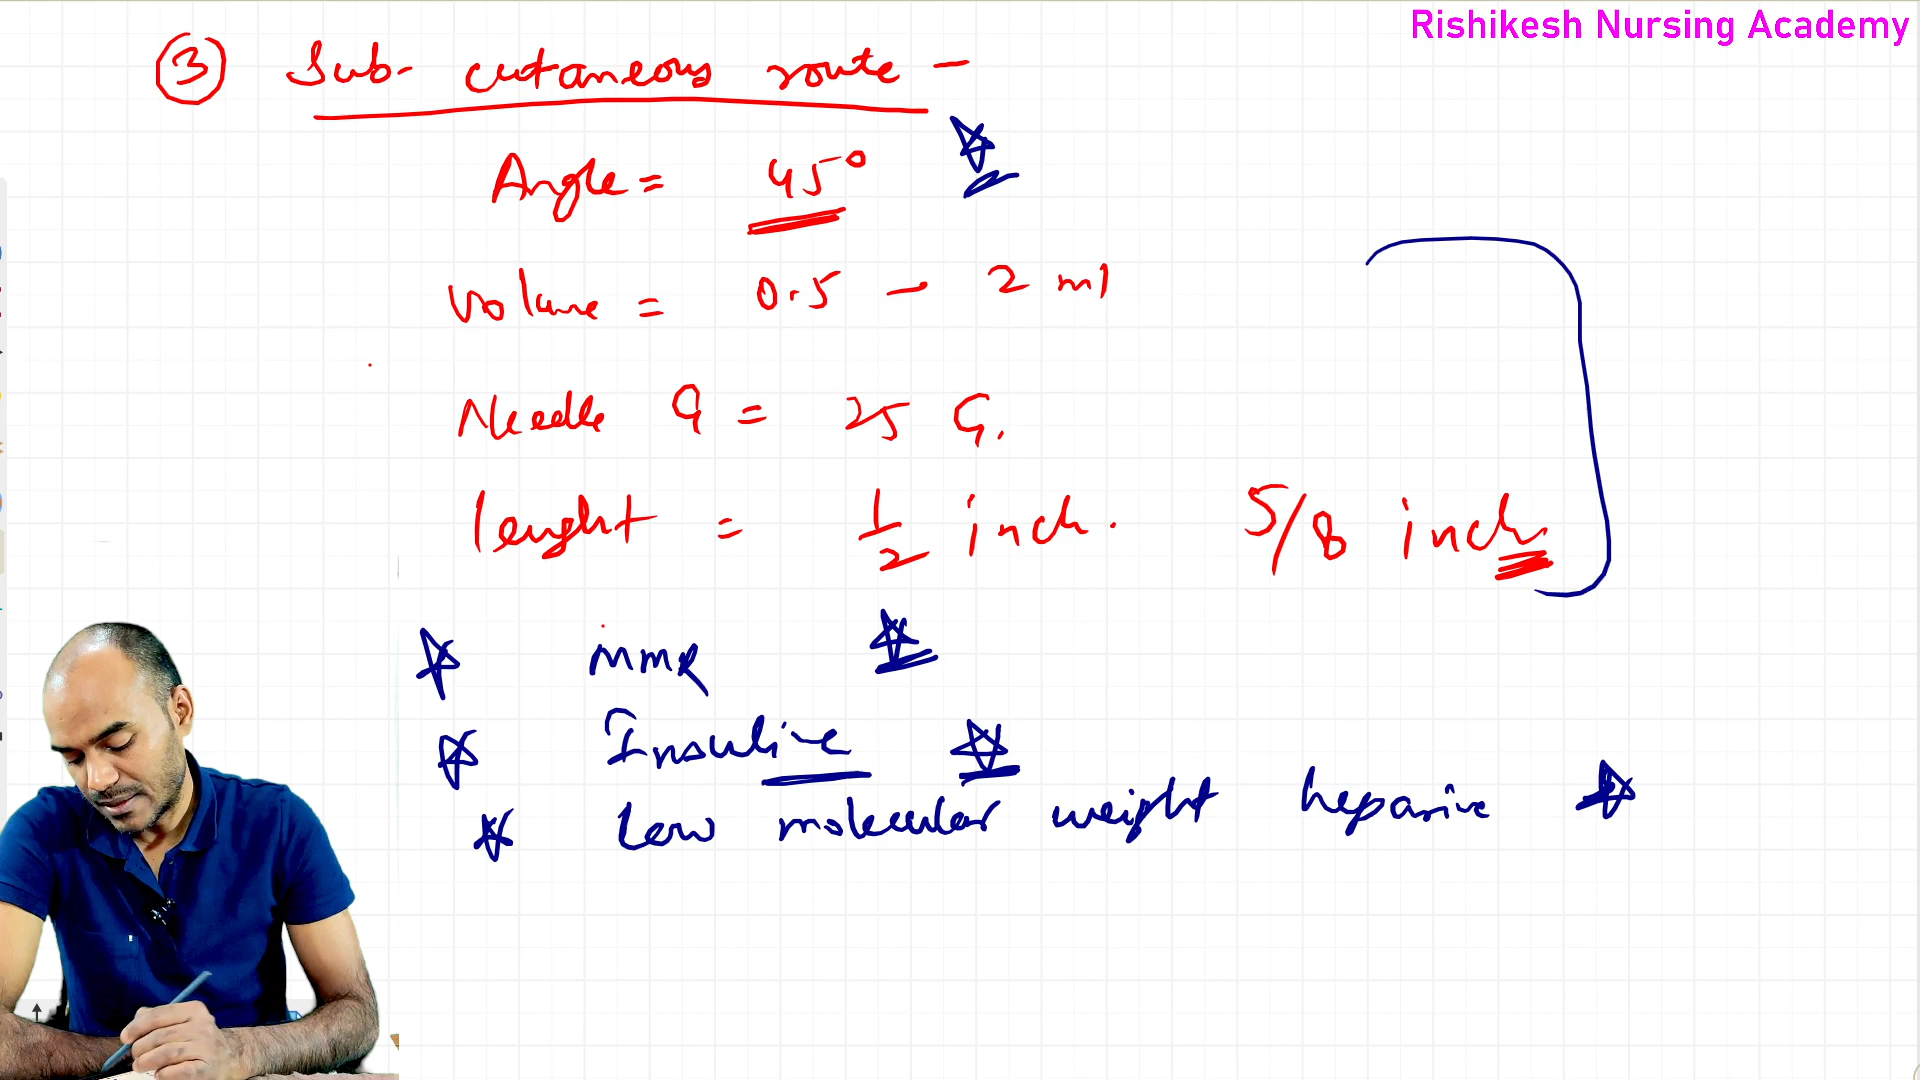 Rishikesh Nursing Academy
3 Sub-cutaneous route -
Angle = 45°
Volume = 0.5 - 2 ml
Needle G = 25 G.
lenght = 1/2 inch. 5/8 inch
MMR
Insuline
Low molecular weight heparine